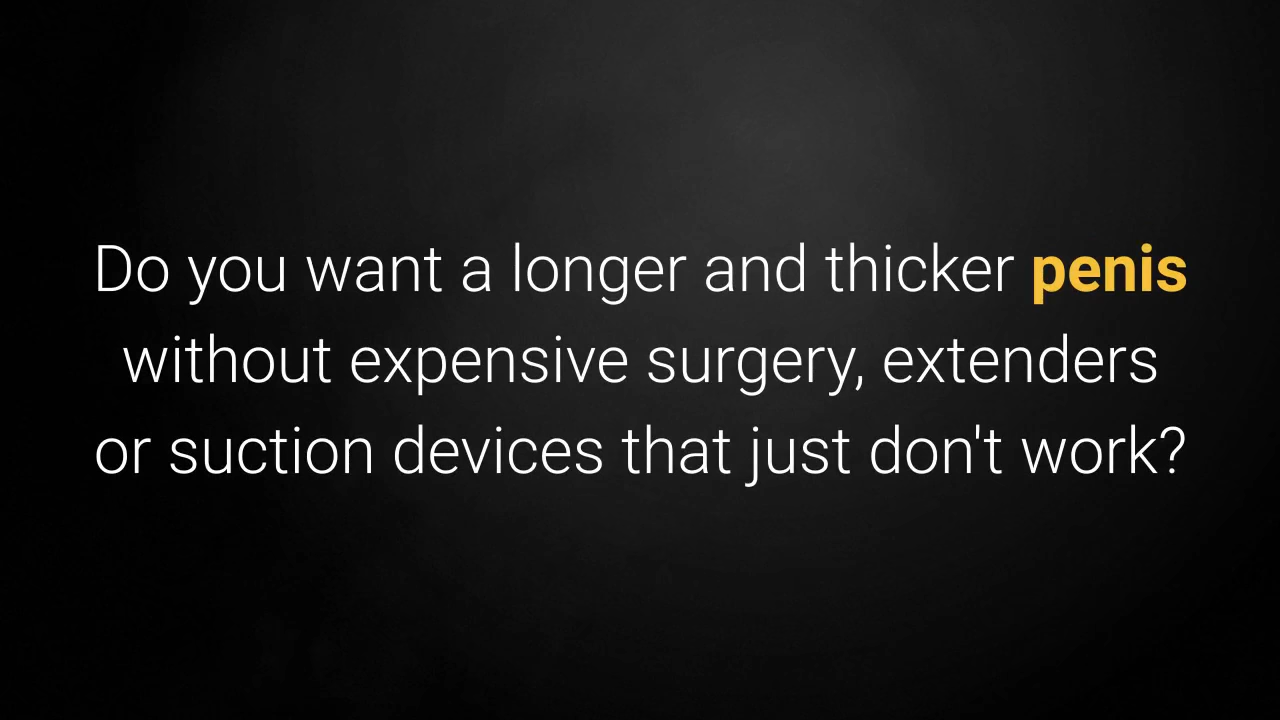 Do you want a longer and thicker penis
without expensive surgery, extenders
or suction devices that just don't work?